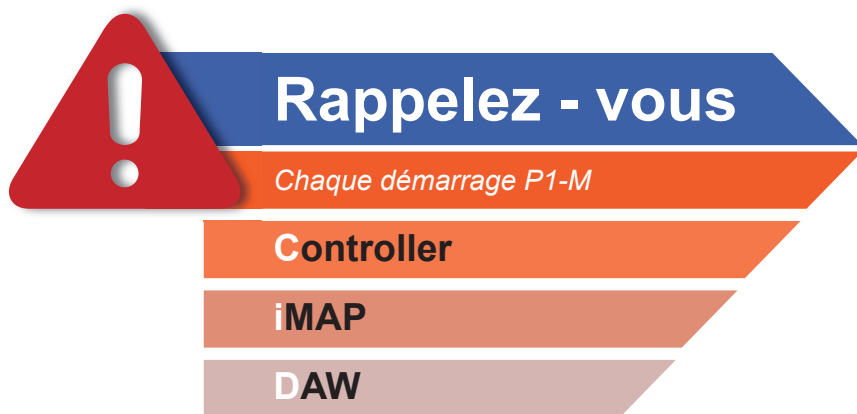 Rappelez - vous
Chaque démarrage P1-M
Controller
iMAP
DAW